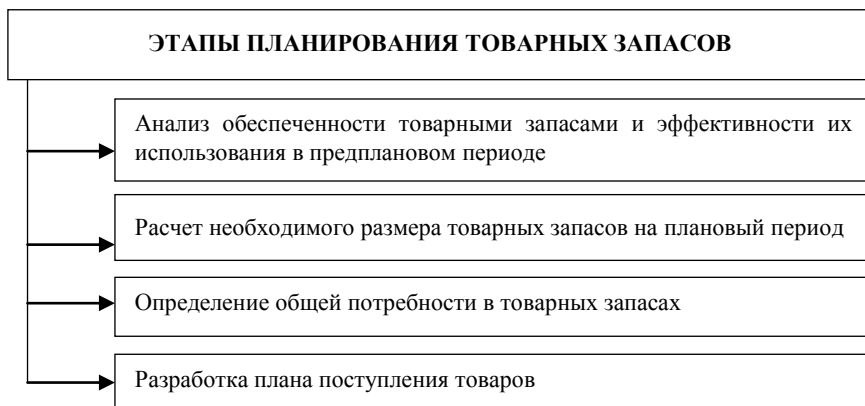 ЭТАПЫ ПЛАНИРОВАНИЯ ТОВАРНЫХ ЗАПАСОВ
Анализ обеспеченности товарными запасами и эффективности их
использования в предплановом периоде
Расчет необходимого размера товарных запасов на плановый период
Определение общей потребности в товарных запасах
Разработка плана поступления товаров